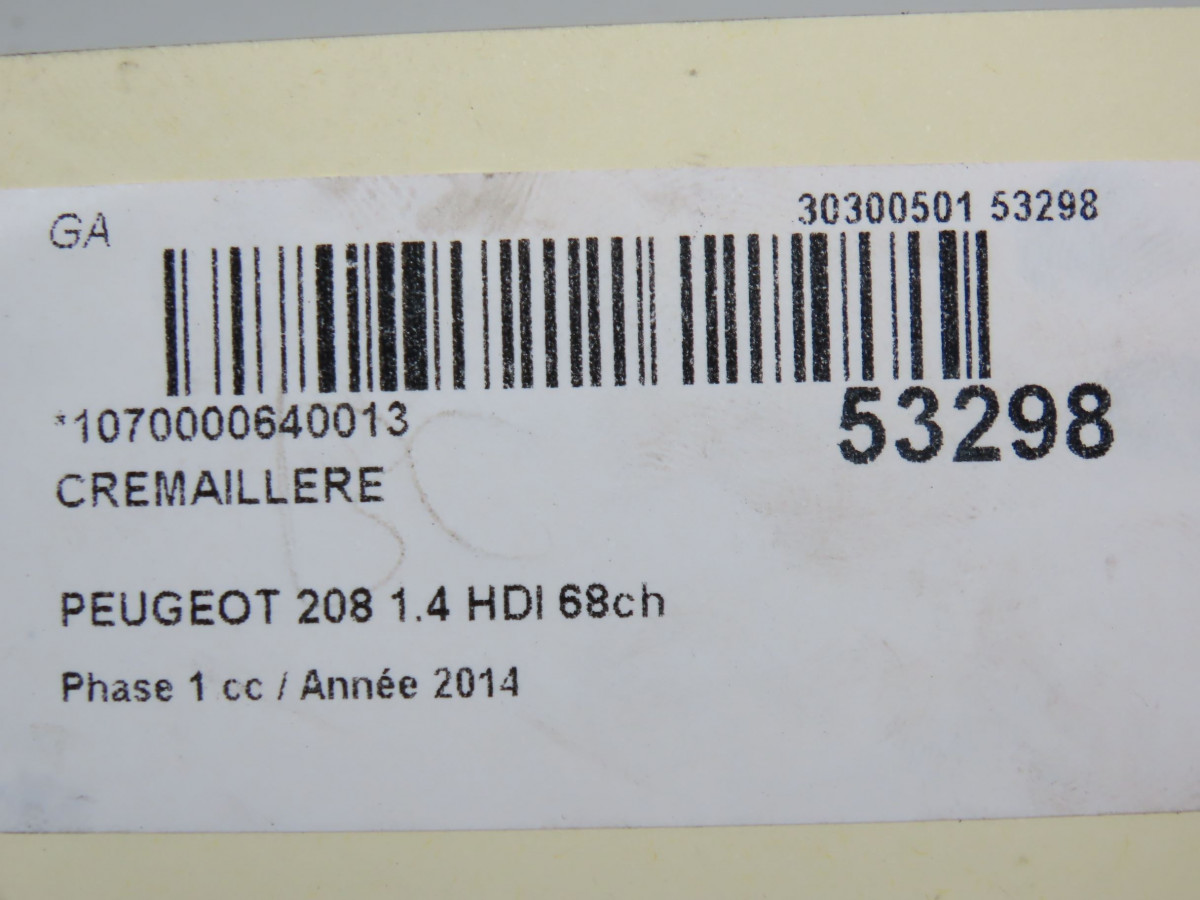 GA
30300501 53298
*1070000640013
53298
CREMAILLERE
PEUGEOT 208 1.4 HDI 68ch
Phase 1 cc / Année 2014